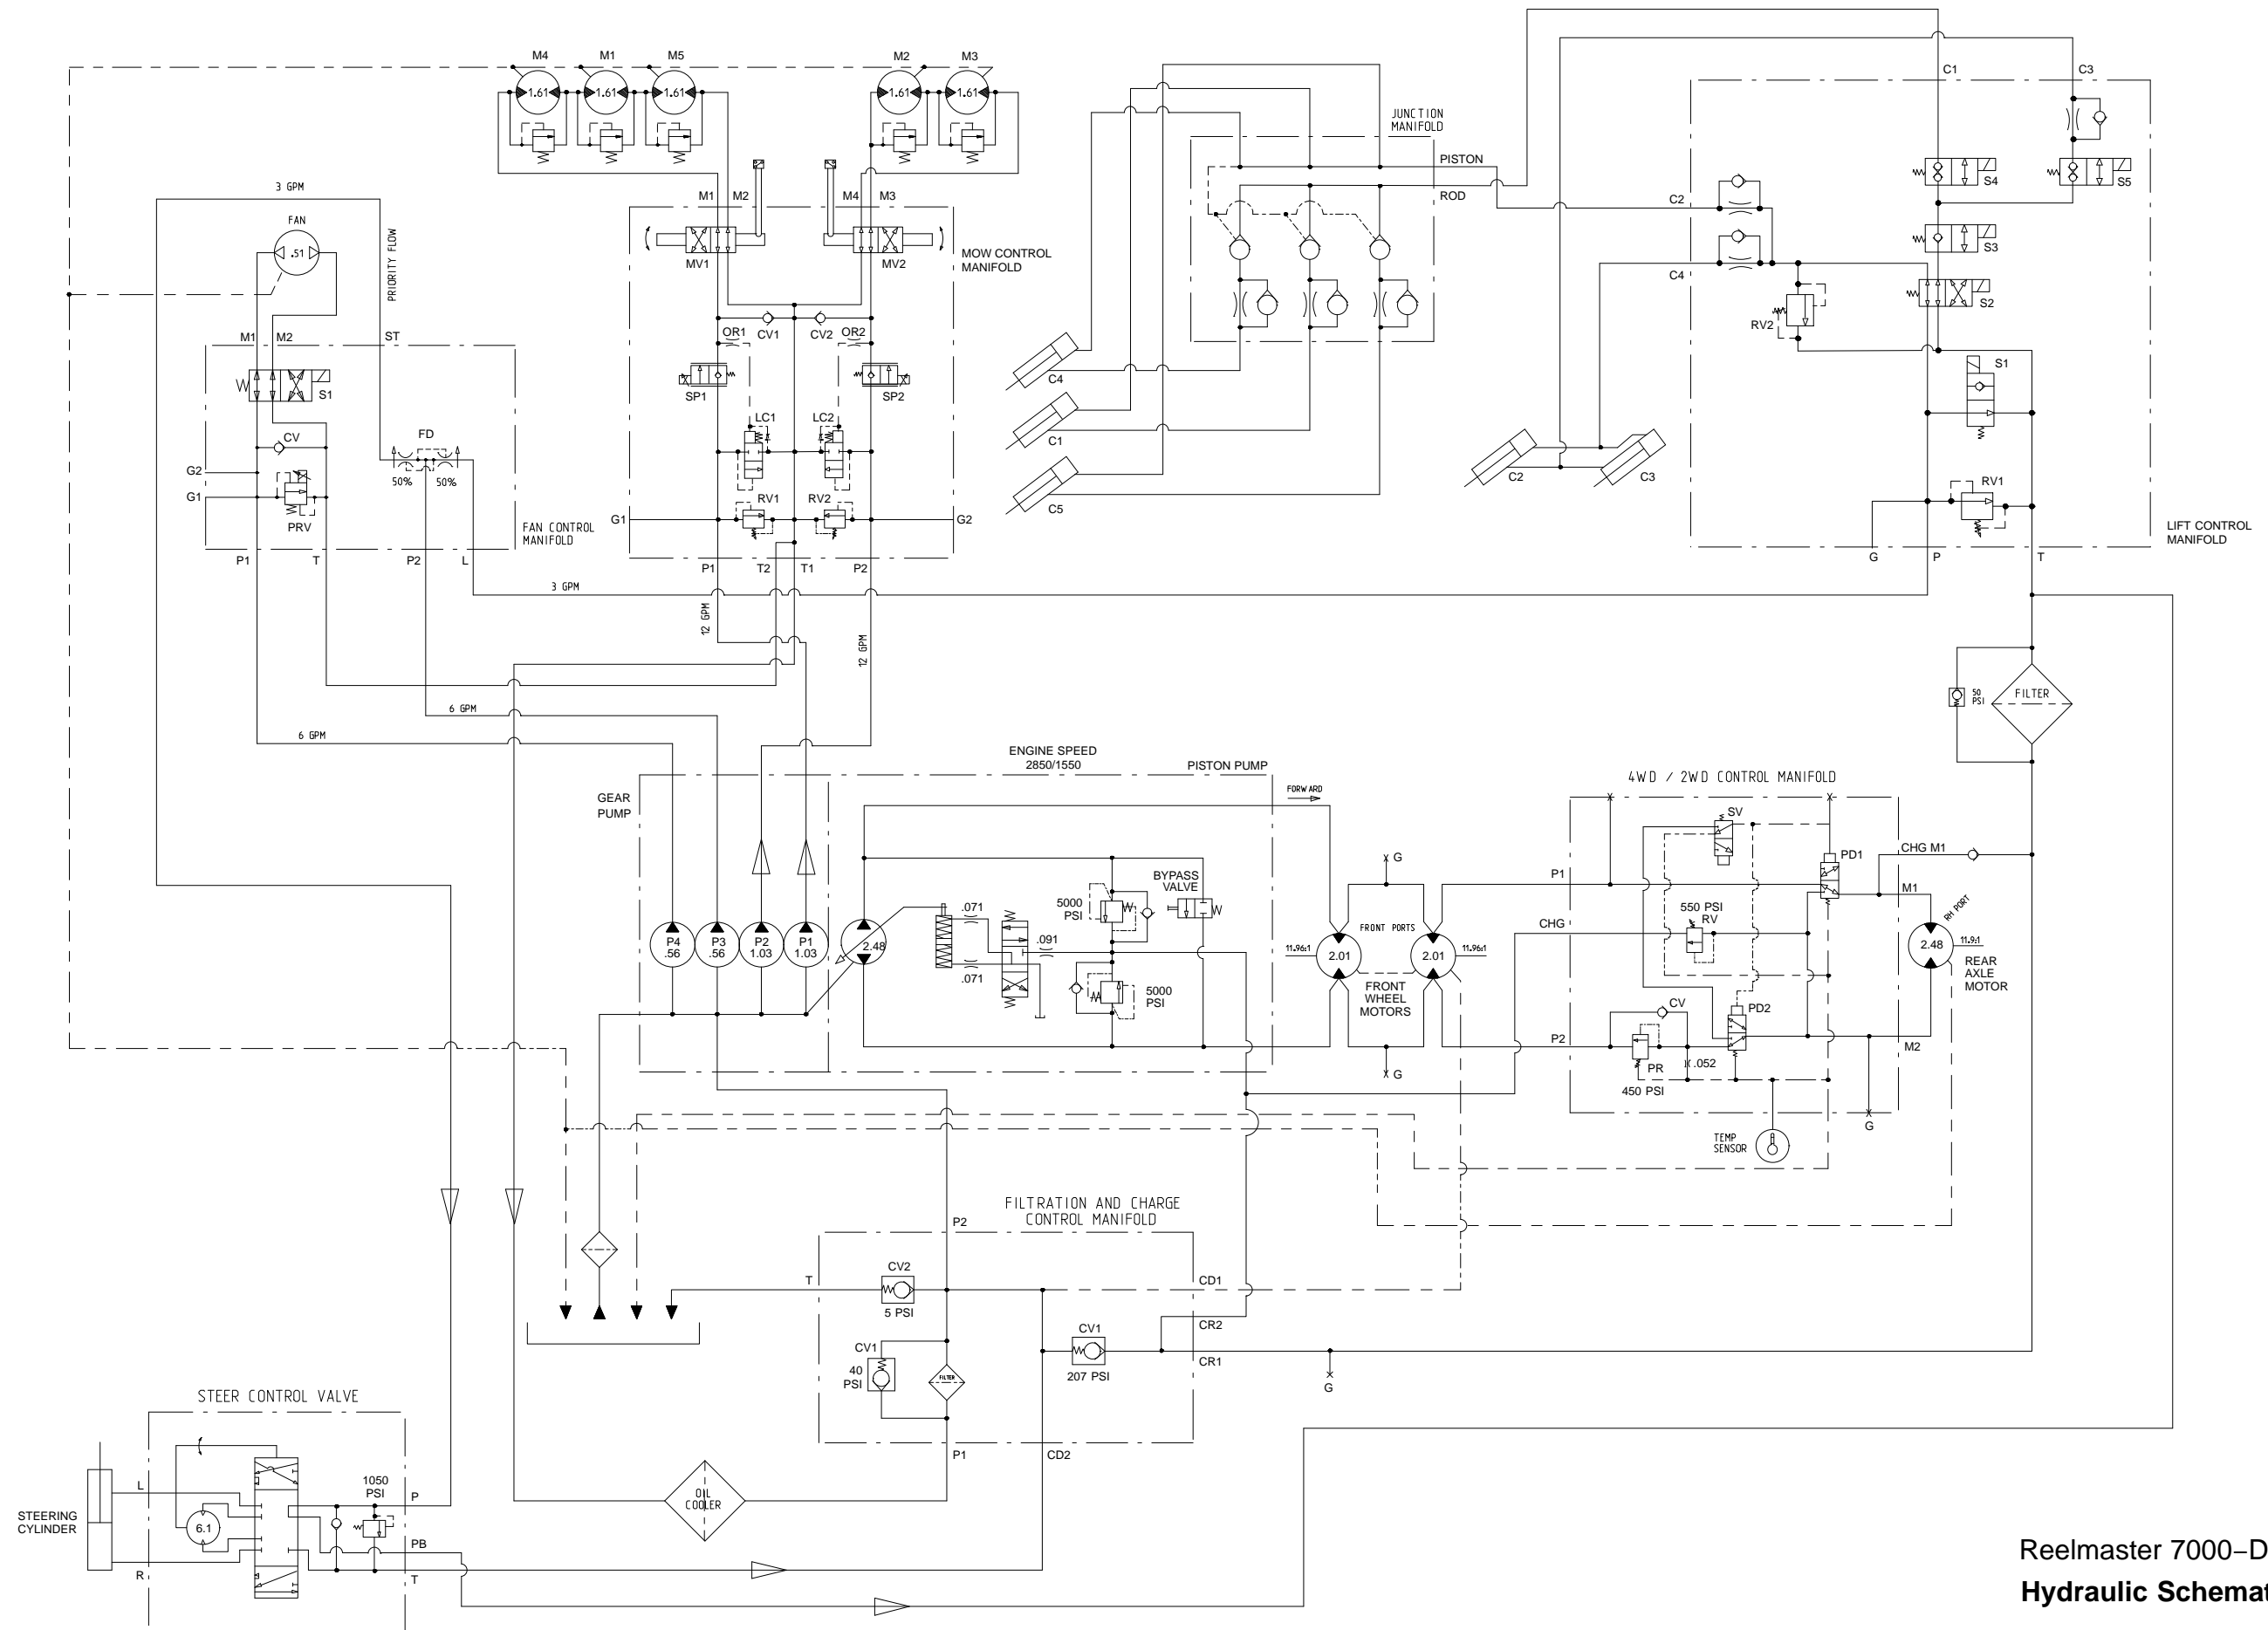 M4 M1 M5 M2 M3
1.61 1.61 1.61 1.61 1.61
C1 C3
JUNCTION
MANIFOLD
PISTON
ROD
S4 S5
C2
S3
C4
S2
RV2
S1
RV1
G P T
LIFT CONTROL
MANIFOLD
3 GPM
FAN
.51
PRIORITY FLOW
M1 M2 ST
S1
CV
FD
G2
G1
50% 50%
PRV
FAN CONTROL
MANIFOLD
P1 T P2 L
M1 M2 M4 M3
MV1 MV2
MOW CONTROL
MANIFOLD
OR1 CV1 CV2 OR2
SP1 SP2
LC1 LC2
RV1 RV2
G1 G2
P1 T2 T1 P2
3 GPM
12 GPM
12 GPM
C4
C1
C5
C2 C3
6 GPM
6 GPM
50
PSI
FILTER
ENGINE SPEED
2850/1550
PISTON PUMP
GEAR
PUMP
FORWARD
P4
.56
P3
.56
P2
1.03
P1
1.03
2.48
.071
.071
.091
5000
PSI
5000
PSI
BYPASS
VALVE
G
FRONT PORTS
11.96:1 2.01 2.01 11.96:1
FRONT
WHEEL
MOTORS
G
4WD / 2WD CONTROL MANIFOLD
SV
PD1
CHG M1
P1
M1
550 PSI
RV
CHG
RH PORT
2.48 11.9:1
REAR
AXLE
MOTOR
CV
PD2
P2
M2
PR
.052
450 PSI
G
TEMP
SENSOR
FILTRATION AND CHARGE
CONTROL MANIFOLD
P2
CV2
T
5 PSI
CD1
CR2
CV1
207 PSI
CR1
G
CV1
40
PSI
FILTER
P1 CD2
OIL
COOLER
STEER CONTROL VALVE
STEERING
CYLINDER
L
R
6.1
1050
PSI
P
PB
T
Reelmaster 7000–D
Hydraulic Schemat